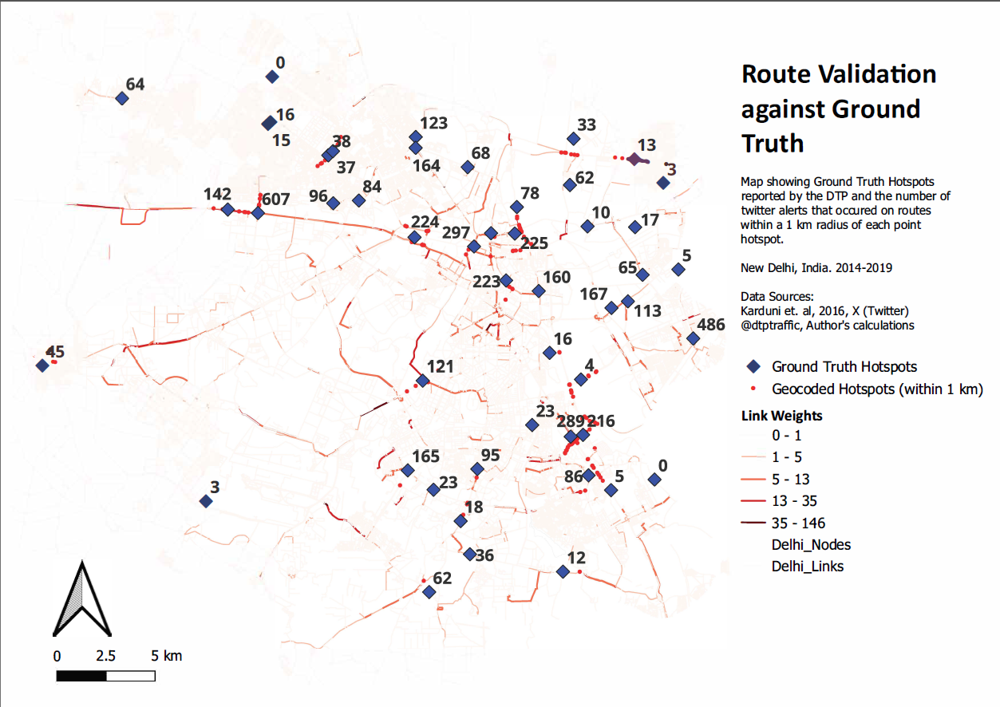 Route Validation
against Ground
Truth
Map showing Ground Truth Hotspots
reported by the DTP and the number of
twitter alerts that occured on routes
within a 1 km radius of each point
hotspot.
New Delhi, India. 2014-2019
Data Sources:
Karduni et. al, 2016, X (Twitter)
@dtptraffic, Author's calculations
Ground Truth Hotspots
Geocoded Hotspots (within 1 km)
Link Weights
0 - 1
1 - 5
5 - 13
13 - 35
35 - 146
Delhi_Nodes
Delhi_Links
0
64
16
15
38
37
123
164
68
33
13
3
62
142
607
96
84
78
224
297
225
10
17
5
65
223
160
167
113
486
45
16
121
4
23
289
216
165
95
86
5
0
23
3
18
36
12
62
0 2.5 5 km